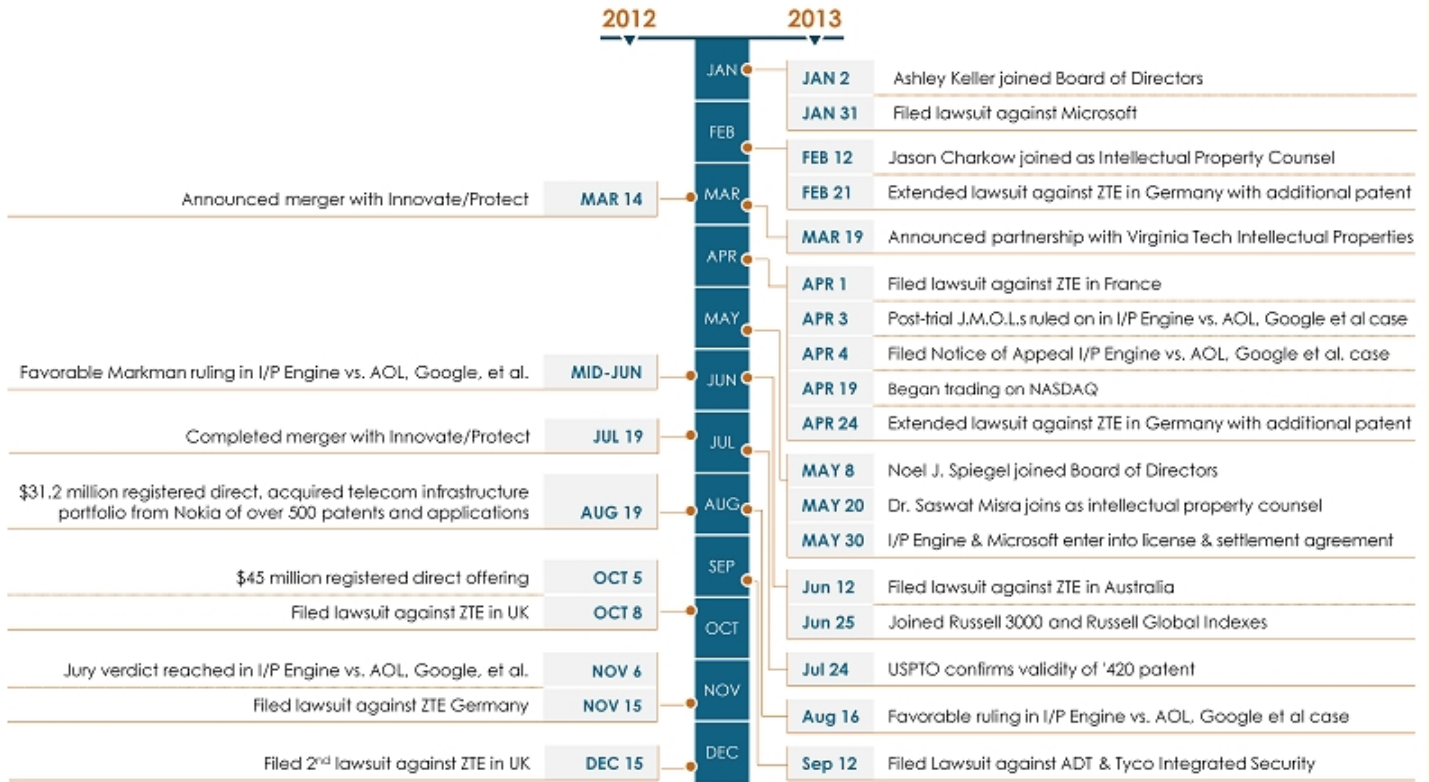 2012
2013
JAN
FEB
MAR
APR
MAY
JUN
JUL
AUG
SEP
OCT
NOV
DEC
Announced merger with Innovate/Protect MAR 14
Favorable Markman ruling in I/P Engine vs. AOL, Google, et al. MID-JUN
Completed merger with Innovate/Protect JUL 19
$31.2 million registered direct, acquired telecom infrastructure
portfolio from Nokia of over 500 patents and applications AUG 19
$45 million registered direct offering OCT 5
Filed lawsuit against ZTE in UK OCT 8
Jury verdict reached in I/P Engine vs. AOL, Google, et al. NOV 6
Filed lawsuit against ZTE Germany NOV 15
Filed 2nd lawsuit against ZTE in UK DEC 15
JAN 2 Ashley Keller joined Board of Directors
JAN 31 Filed lawsuit against Microsoft
FEB 12 Jason Charkow joined as Intellectual Property Counsel
FEB 21 Extended lawsuit against ZTE in Germany with additional patent
MAR 19 Announced partnership with Virginia Tech Intellectual Properties
APR 1 Filed lawsuit against ZTE in France
APR 3 Post-trial J.M.O.L.s ruled on in I/P Engine vs. AOL, Google et al case
APR 4 Filed Notice of Appeal I/P Engine vs. AOL, Google et al. case
APR 19 Began trading on NASDAQ
APR 24 Extended lawsuit against ZTE in Germany with additional patent
MAY 8 Noel J. Spiegel joined Board of Directors
MAY 20 Dr. Saswat Misra joins as intellectual property counsel
MAY 30 I/P Engine & Microsoft enter into license & settlement agreement
Jun 12 Filed lawsuit against ZTE in Australia
Jun 25 Joined Russell 3000 and Russell Global Indexes
Jul 24 USPTO confirms validity of '420 patent
Aug 16 Favorable ruling in I/P Engine vs. AOL, Google et al case
Sep 12 Filed Lawsuit against ADT & Tyco Integrated Security